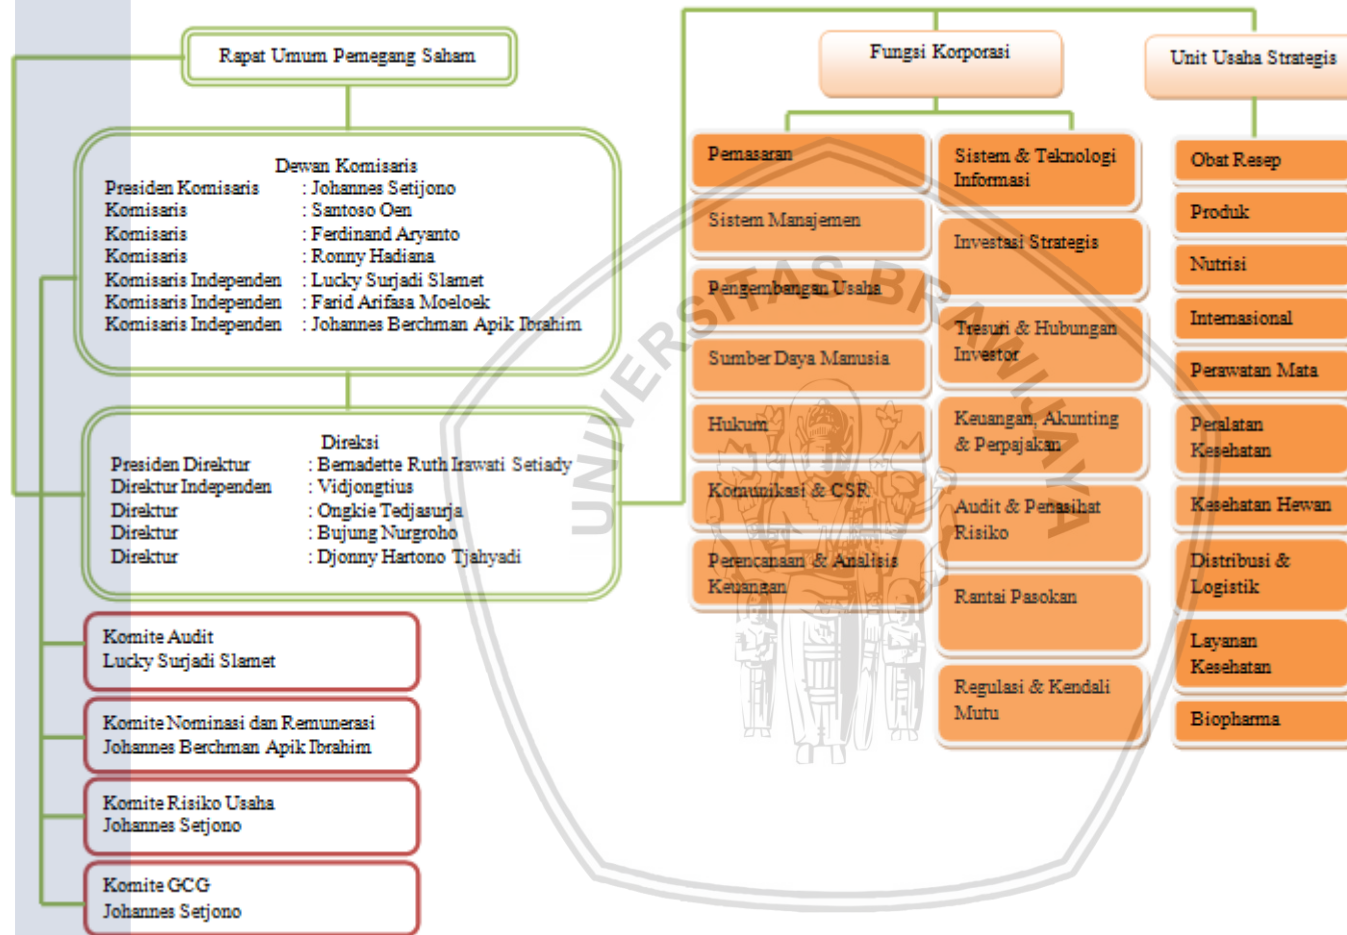 Rapat Umum Pemegang Saham
Dewan Komisaris
Presiden Komisaris : Johannes Setijono
Komisaris : Santoso Oen
Komisaris : Ferdinand Aryanto
Komisaris : Ronny Hadiana
Komisaris Independen : Lucky Surjadi Slamet
Komisaris Independen : Farid Arifasa Moeloek
Komisaris Independen : Johannes Berchman Apik Ibrahim
Direksi
Presiden Direktur : Bernadette Ruth Irawati Setiady
Direktur Independen : Vidjongtius
Direktur : Ongkie Tedjasurja
Direktur : Bujung Nurgroho
Direktur : Djonny Hartono Tjahyadi
Komite Audit
Lucky Surjadi Slamet
Komite Nominasi dan Remunerasi
Johannes Berchman Apik Ibrahim
Komite Risiko Usaha
Johannes Setjono
Komite GCG
Johannes Setjono
Fungsi Korporasi
Pemasaran
Sistem Manajemen
Pengembangan Usaha
Sumber Daya Manusia
Hukum
Komunikasi & CSR
Perencanaan & Analisis
Keuangan
Sistem & Teknologi
Informasi
Investasi Strategis
Tresuri & Hubungan
Investor
Keuangan, Akunting
& Perpajakan
Audit & Penasihat
Risiko
Rantai Pasokan
Regulasi & Kendali
Mutu
Unit Usaha Strategis
Obat Resep
Produk
Nutrisi
Internasional
Perawatan Mata
Peralatan
Kesehatan
Kesehatan Hewan
Distribusi &
Logistik
Layanan
Kesehatan
Biopharma
UNIVERSITAS BRAWIJAYA